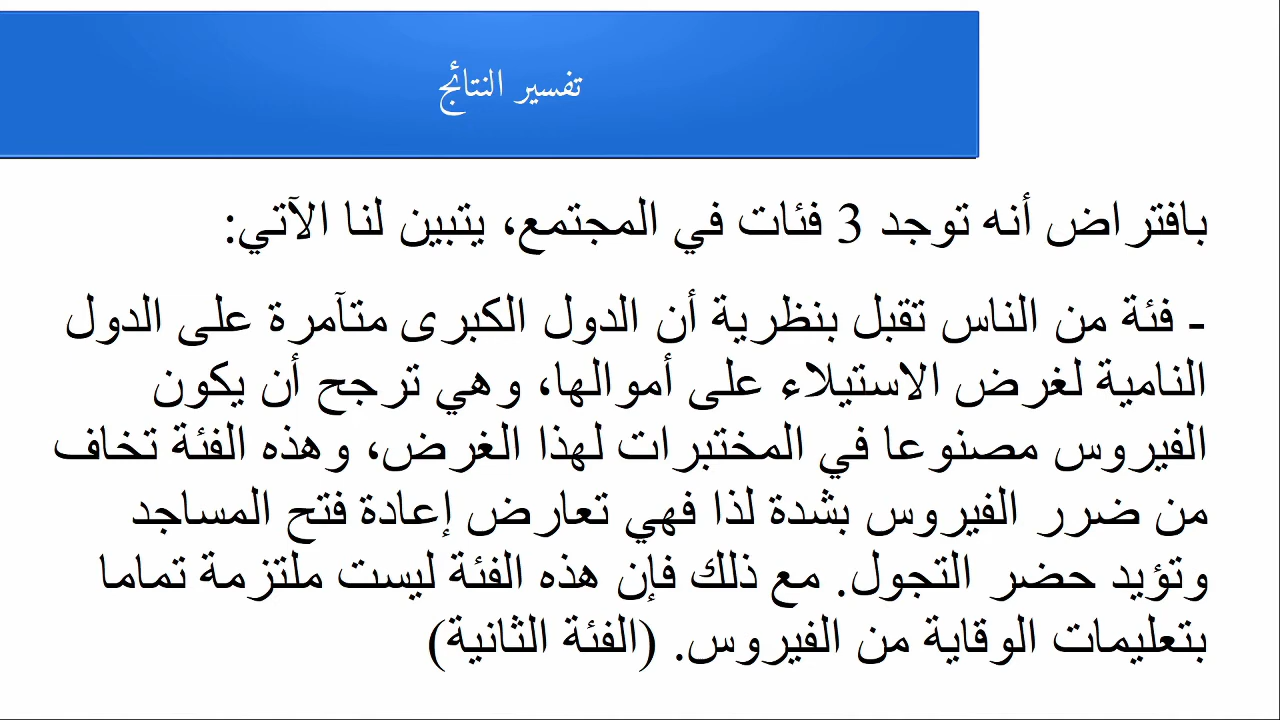 تفسير النتائج
بافتراض أنه توجد 3 فئات في المجتمع، يتبين لنا الآتي:
- فئة من الناس تقبل بنظرية أن الدول الكبرى متآمرة على الدول
النامية لغرض الاستيلاء على أموالها، وهي ترجح أن يكون
الفيروس مصنوعا في المختبرات لهذا الغرض، وهذه الفئة تخاف
من ضرر الفيروس بشدة لذا فهي تعارض إعادة فتح المساجد
وتؤيد حضر التجول. مع ذلك فإن هذه الفئة ليست ملتزمة تماما
بتعليمات الوقاية من الفيروس. (الفئة الثانية)